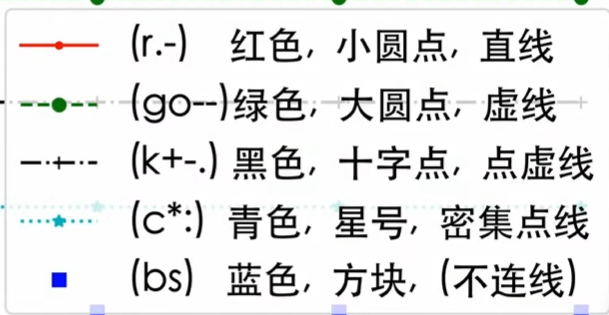 (r.-) 红色, 小圆点, 直线
(go--)绿色, 大圆点, 虚线
(k+-.) 黑色, 十字点, 点虚线
(c*:) 青色, 星号, 密集点线
(bs) 蓝色, 方块, (不连线)